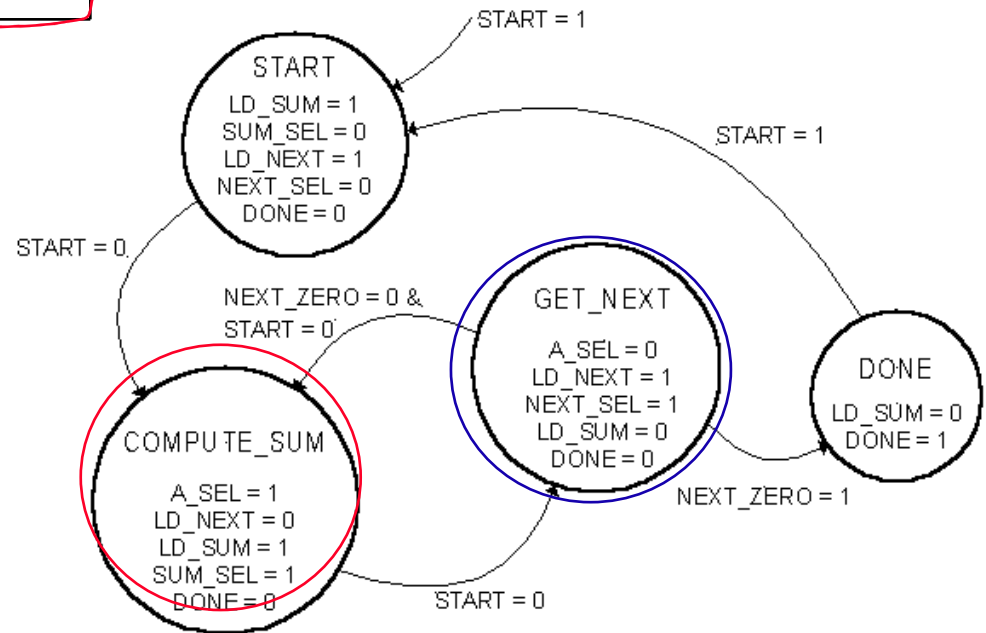 START = 1
START
LD_SUM = 1
SUM_SEL = 0
LD_NEXT = 1
NEXT_SEL = 0
DONE = 0
START = 1
START = 0
NEXT_ZERO = 0 &
START = 0
GET_NEXT
A_SEL = 0
LD_NEXT = 1
NEXT_SEL = 1
LD_SUM = 0
DONE = 0
DONE
LD_SUM = 0
DONE = 1
COMPUTE_SUM
A_SEL = 1
LD_NEXT = 0
LD_SUM = 1
SUM_SEL = 1
DONE = 0
NEXT_ZERO = 1
START = 0